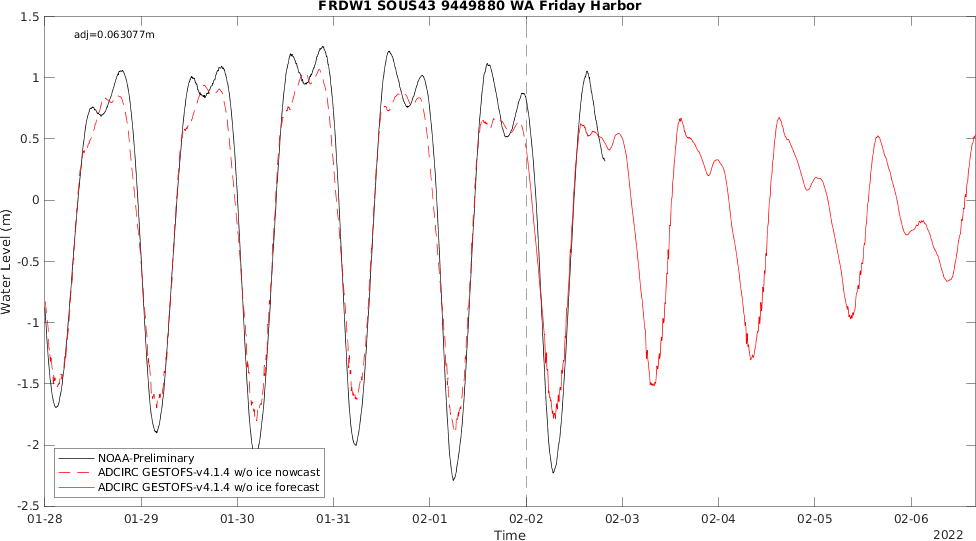 FRDW1 SOUS43 9449880 WA Friday Harbor
adj=0.063077m
1.5
1
0.5
0
-0.5
-1
-1.5
-2
-2.5
Water Level (m)
NOAA-Preliminary
ADCIRC GESTOFS-v4.1.4 w/o ice nowcast
ADCIRC GESTOFS-v4.1.4 w/o ice forecast
01-28 01-29 01-30 01-31 02-01 02-02 02-03 02-04 02-05 02-06
Time
2022